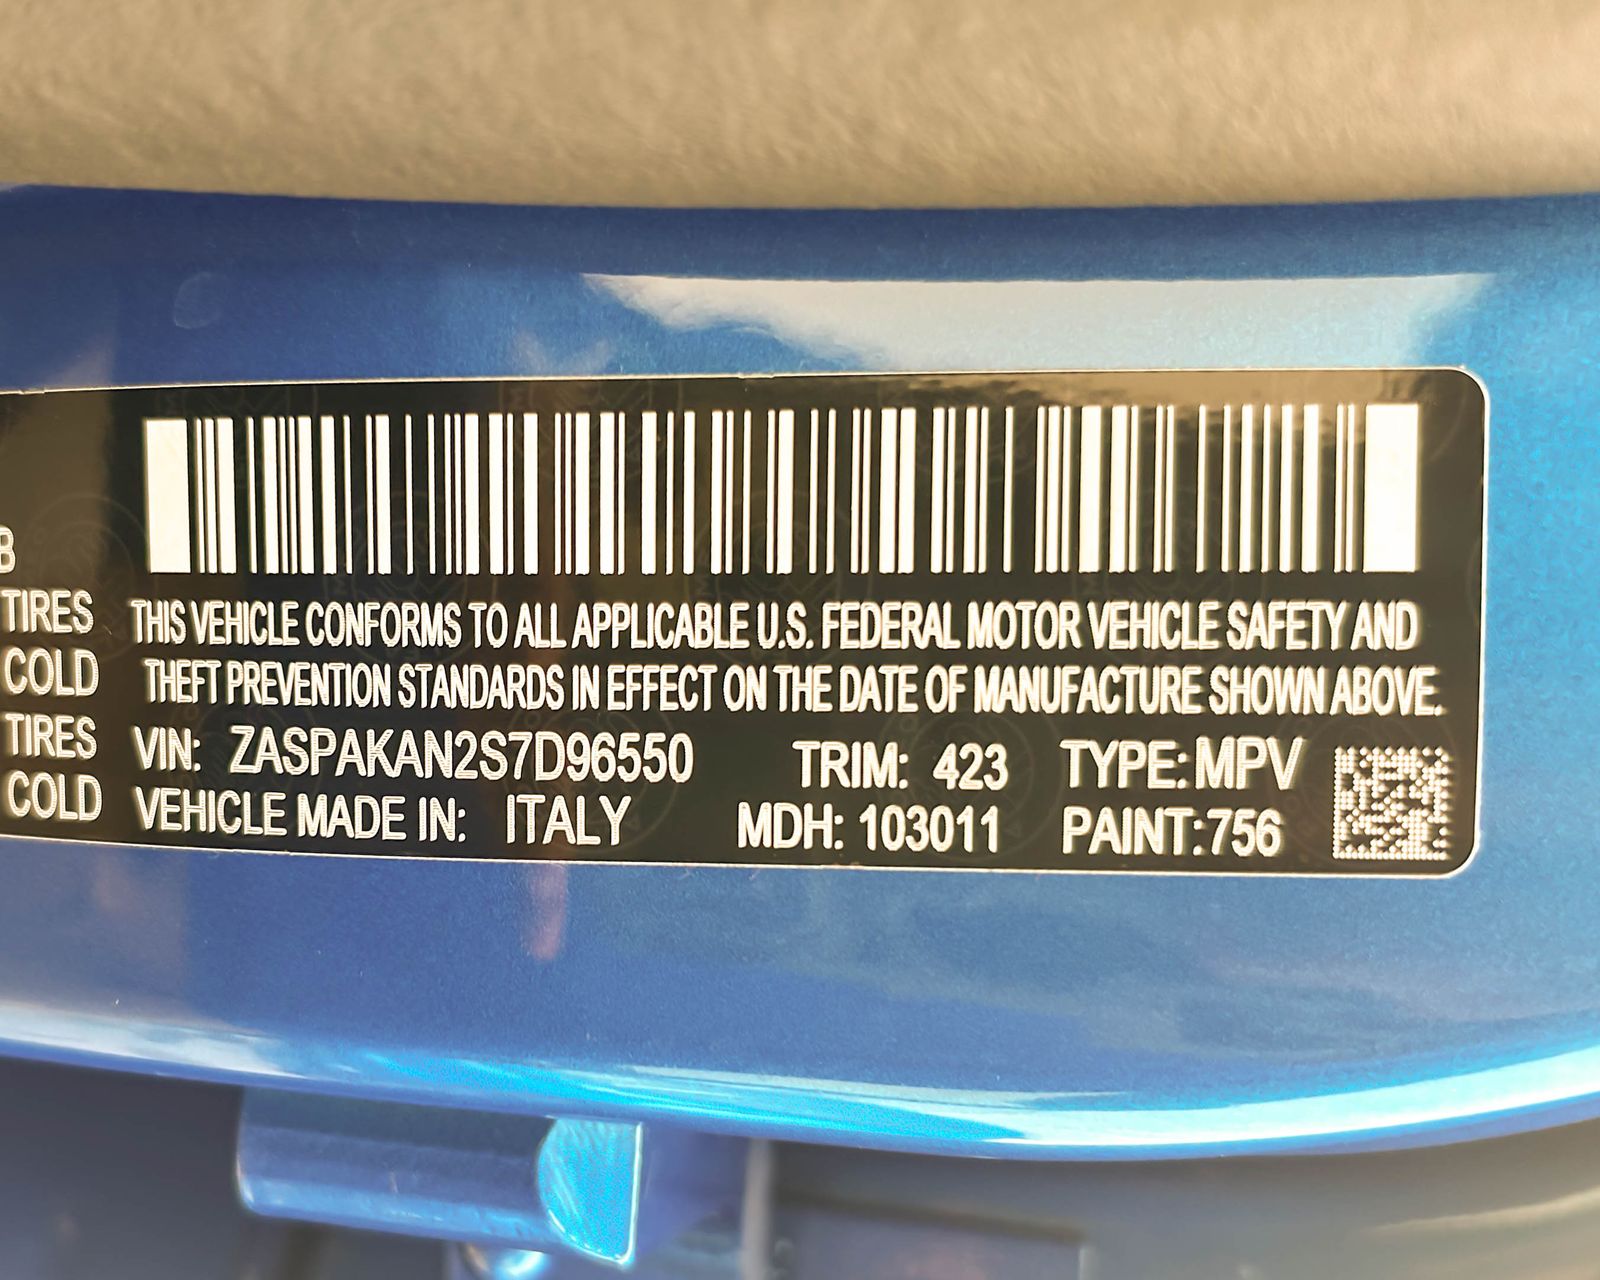 B
TIRES
COLD
TIRES
COLD
THIS VEHICLE CONFORMS TO ALL APPLICABLE U.S. FEDERAL MOTOR VEHICLE SAFETY AND
THEFT PREVENTION STANDARDS IN EFFECT ON THE DATE OF MANUFACTURE SHOWN ABOVE.
VIN: ZASPAKAN2S7D96550 TRIM: 423 TYPE: MPV
VEHICLE MADE IN: ITALY MDH: 103011 PAINT:756